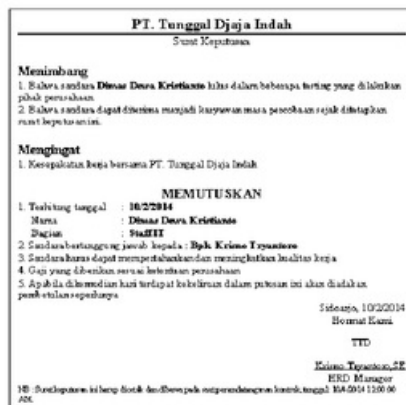 PT. Tunggal Djaja Indah
Surat Keputusan
Menimbang
1. Bahwa saudara Dimas Dewa Kristianto lulus dalam beberapa testing yang dilakukan
pihak perusahaan
2. Bahwa saudara dapat diterima menjadi karyawan masa percobaan sejak ditetapkan
surat keputusan ini.
Mengingat
1. Kesepakatan kerja bersama PT. Tunggal Djaja Indah
MEMUTUSKAN
1. Terhitung tanggal : 10/2/2014
Nama : Dimas Dewa Kristianto
Bagian : Staff IT
2. Saudara bertanggung jawab kepada : Bpk Krisno Tryantoro
3. Saudara harus dapat mempertahankan dan meningkatkan kualitas kerja
4. Gaji yang diberikan sesuai ketentuan perusahaan
5. Apabila dikemudian hari terdapat kekeliruan dalam putusan ini akan diadakan
pembetulan seperlunya
Sidoarjo, 10/2/2014
Hormat Kami
TTD
Krisno Tryantoro,SE
HRD Manager
NB : Surat keputusan ini harap dicetak dan dibawa pada saat penandatangan kontrak, tanggal 12:00:00
AM.